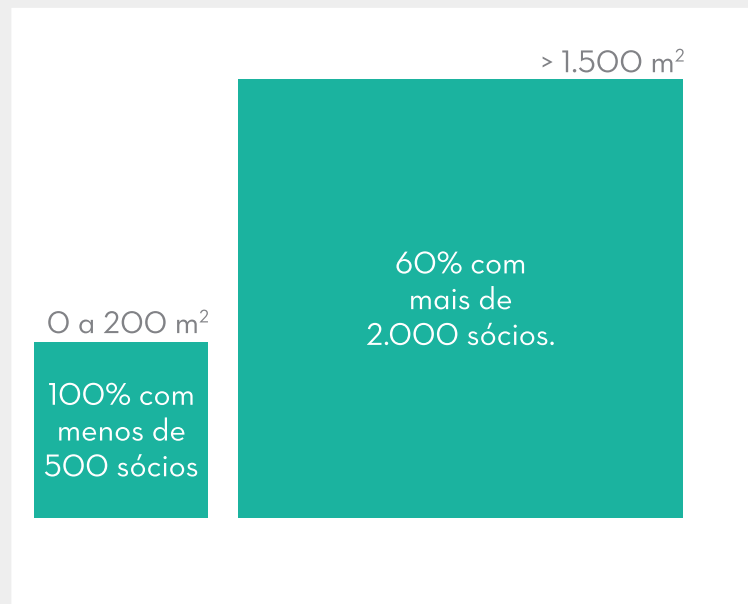 > 1.500 m²
60% com
mais de
2.000 sócios.
0 a 200 m²
100% com
menos de
500 sócios